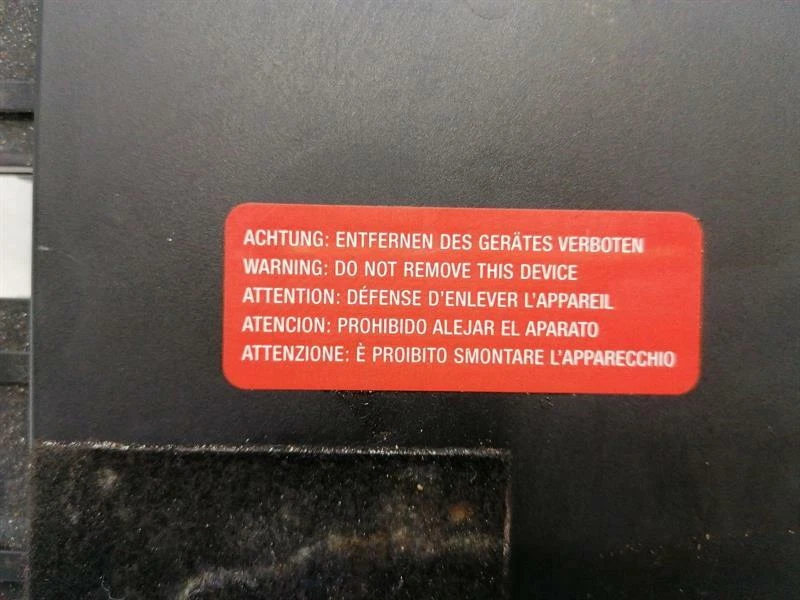 ACHTUNG: ENTFERNEN DES GERÄTES VERBOTEN
WARNING: DO NOT REMOVE THIS DEVICE
ATTENTION: DÉFENSE D'ENLEVER L'APPAREIL
ATENCION: PROHIBIDO ALEJAR EL APARATO
ATTENZIONE: È PROIBITO SMONTARE L'APPARECCHIO